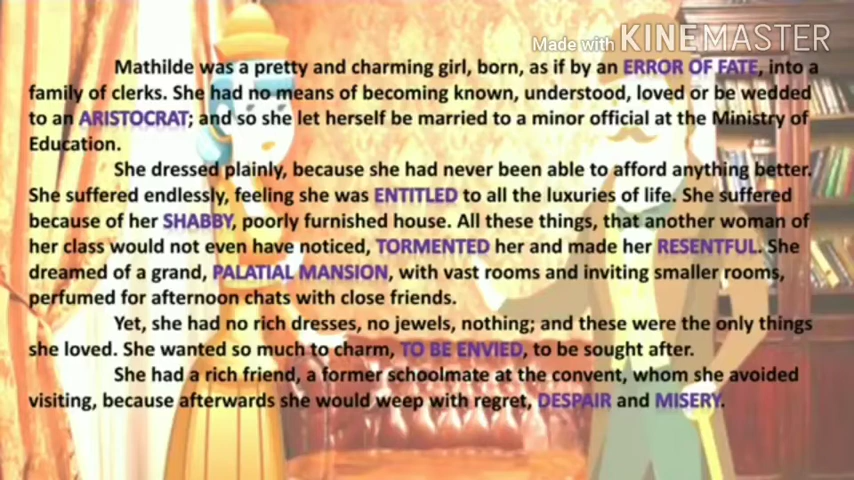 Made with KINEMASTER
Mathilde was a pretty and charming girl, born, as if by an ERROR OF FATE, into a
family of clerks. She had no means of becoming known, understood, loved or be wedded
to an ARISTOCRAT; and so she let herself be married to a minor official at the Ministry of
Education.
She dressed plainly, because she had never been able to afford anything better.
She suffered endlessly, feeling she was ENTITLED to all the luxuries of life. She suffered
because of her SHABBY, poorly furnished house. All these things, that another woman of
her class would not even have noticed, TORMENTED her and made her RESENTFUL. She
dreamed of a grand, PALATIAL MANSION, with vast rooms and inviting smaller rooms,
perfumed for afternoon chats with close friends.
Yet, she had no rich dresses, no jewels, nothing; and these were the only things
she loved. She wanted so much to charm, TO BE ENVIED, to be sought after.
She had a rich friend, a former schoolmate at the convent, whom she avoided
visiting, because afterwards she would weep with regret, DESPAIR and MISERY.